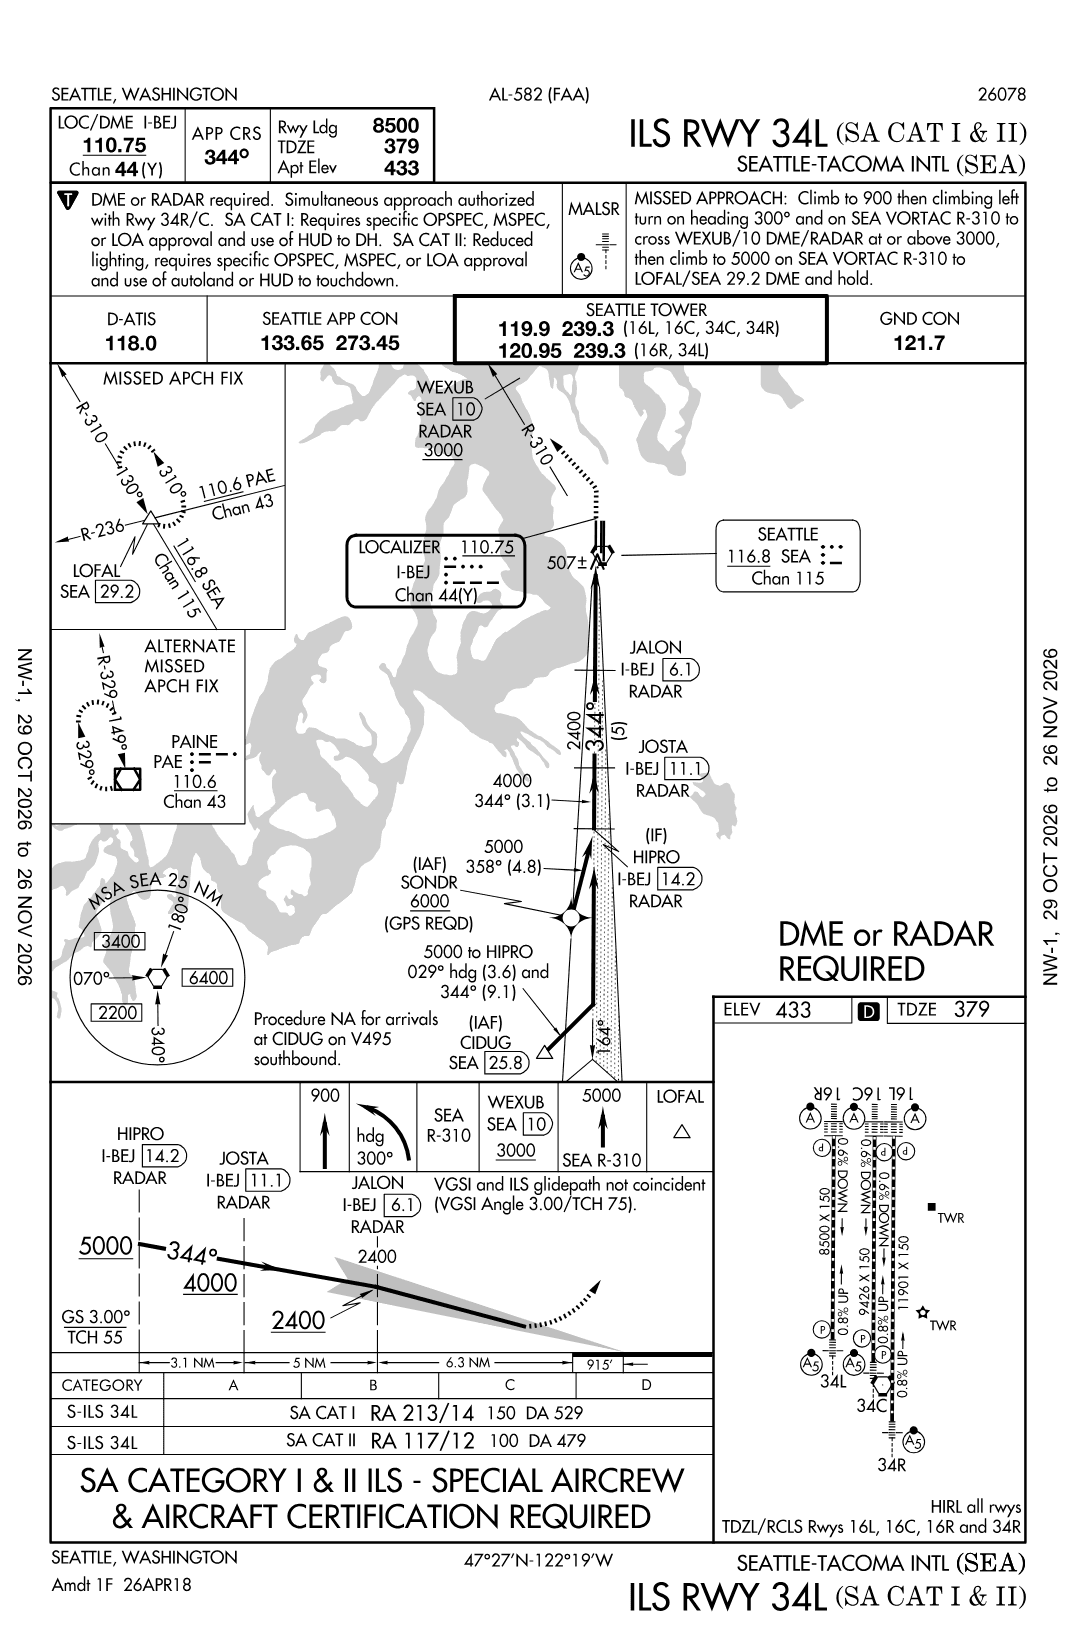 SEATTLE, WASHINGTON
AL-582 (FAA)
26078
LOC/DME I-BEJ
110.75
Chan 44 (Y)
APP CRS
344°
Rwy Ldg 8500
TDZE 379
Apt Elev 433
ILS RWY 34L (SA CAT I & II)
SEATTLE-TACOMA INTL (SEA)
T
DME or RADAR required. Simultaneous approach authorized
with Rwy 34R/C. SA CAT I: Requires specific OPSPEC, MSPEC,
or LOA approval and use of HUD to DH. SA CAT II: Reduced
lighting, requires specific OPSPEC, MSPEC, or LOA approval
and use of autoland or HUD to touchdown.
MALSR
A5
MISSED APPROACH: Climb to 900 then climbing left
turn on heading 300° and on SEA VORTAC R-310 to
cross WEXUB/10 DME/RADAR at or above 3000,
then climb to 5000 on SEA VORTAC R-310 to
LOFAL/SEA 29.2 DME and hold.
D-ATIS
118.0
SEATTLE APP CON
133.65 273.45
SEATTLE TOWER
119.9 239.3 (16L, 16C, 34C, 34R)
120.95 239.3 (16R, 34L)
GND CON
121.7
MISSED APCH FIX
R-310
130°
310°
110.6 PAE
Chan 43
R-236
LOFAL
SEA 29.2
116.8 SEA
Chan 115
ALTERNATE
MISSED
APCH FIX
R-329
149°
329°
PAINE
PAE
110.6
Chan 43
WEXUB
SEA 10
RADAR
3000
R-310
LOCALIZER 110.75
I-BEJ
Chan 44(Y)
507±
SEATTLE
116.8 SEA
Chan 115
JALON
I-BEJ 6.1
RADAR
2400
344°
(5)
JOSTA
I-BEJ 11.1
RADAR
4000
344° (3.1)
(IF)
HIPRO
I-BEJ 14.2
RADAR
5000
358° (4.8)
(IAF)
SONDR
6000
(GPS REQD)
5000 to HIPRO
029° hdg (3.6) and
344° (9.1)
(IAF)
CIDUG
SEA 25.8
164°
MSA SEA 25 NM
180°
3400
070°
6400
2200
340°
Procedure NA for arrivals
at CIDUG on V495
southbound.
DME or RADAR
REQUIRED
ELEV 433
D
TDZE 379
16R 16C 16L
A A A
P P P
0.6% DOWN
0.6% DOWN
0.6% DOWN
8500 X 150
9426 X 150
11901 X 150
TWR
TWR
0.8% UP
0.8% UP
0.8% UP
P P P
A5 A5
34L
34C
A5
34R
HIRL all rwys
TDZL/RCLS Rwys 16L, 16C, 16R and 34R
900
hdg
300°
SEA
R-310
WEXUB
SEA 10
3000
5000
SEA R-310
LOFAL
HIPRO
I-BEJ 14.2
RADAR
JOSTA
I-BEJ 11.1
RADAR
JALON
I-BEJ 6.1
RADAR
VGSI and ILS glidepath not coincident
(VGSI Angle 3.00/TCH 75).
5000
344°
4000
2400
2400
GS 3.00°
TCH 55
3.1 NM
5 NM
6.3 NM
915'
CATEGORY A B C D
S-ILS 34L SA CAT I RA 213/14 150 DA 529
S-ILS 34L SA CAT II RA 117/12 100 DA 479
SA CATEGORY I & II ILS - SPECIAL AIRCREW
& AIRCRAFT CERTIFICATION REQUIRED
SEATTLE, WASHINGTON
Amdt 1F 26APR18
47°27'N-122°19'W
SEATTLE-TACOMA INTL (SEA)
ILS RWY 34L (SA CAT I & II)
NW-1, 29 OCT 2026 to 26 NOV 2026
NW-1, 29 OCT 2026 to 26 NOV 2026